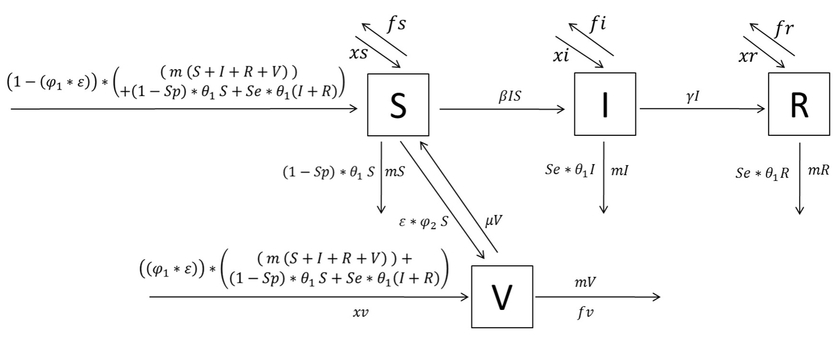 fs
xs
fi
xi
fr
xr
(1−(φ₁ * ε)) * ( ( m ( S + I + R + V ) )
+(1 − Sp) * θ₁ S + Se * θ₁(I + R) )
S
βIS
I
γI
R
(1 − Sp) * θ₁ S
mS
Se * θ₁I
mI
Se * θ₁R
mR
ε * φ₂ S
μV
((φ₁ * ε)) * ( ( m ( S + I + R + V ) ) +
(1 − Sp) * θ₁ S + Se * θ₁(I + R) )
xv
V
mV
fv